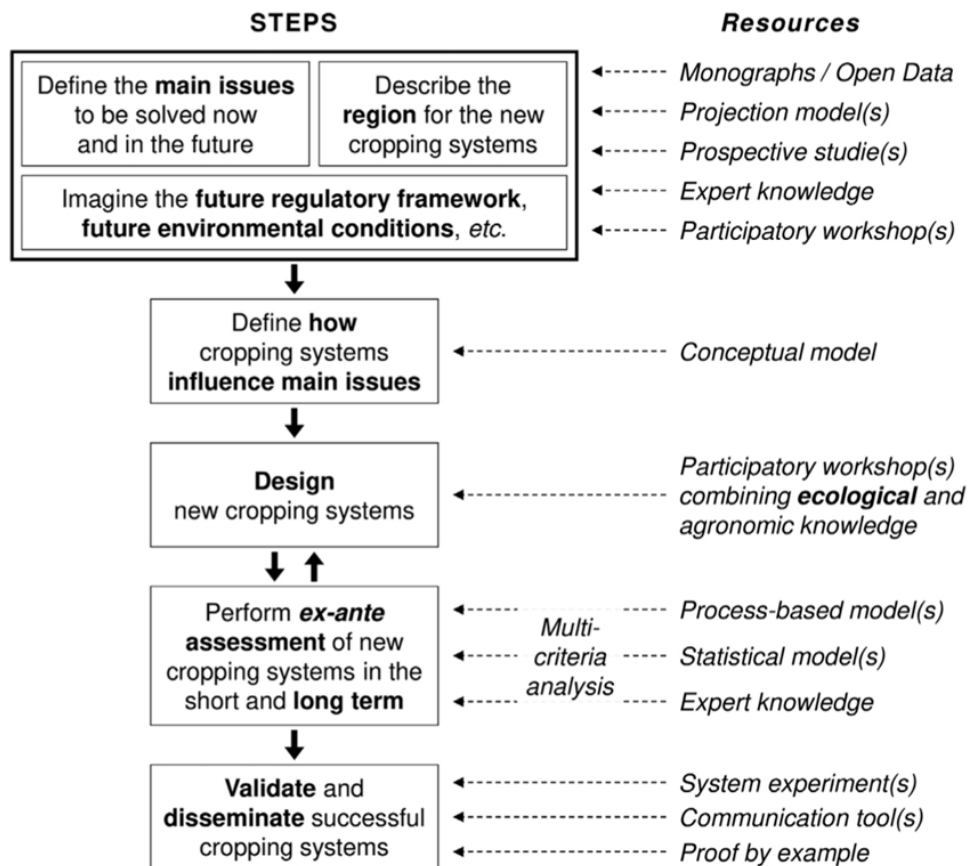 STEPS
Resources
Define the main issues
to be solved now
and in the future
Describe the
region for the new
cropping systems
Imagine the future regulatory framework,
future environmental conditions, etc.
Monographs / Open Data
Projection model(s)
Prospective studie(s)
Expert knowledge
Participatory workshop(s)
Define how
cropping systems
influence main issues
Conceptual model
Design
new cropping systems
Participatory workshop(s)
combining ecological and
agronomic knowledge
Perform ex-ante
assessment of new
cropping systems in the
short and long term
Multi-
criteria
analysis
Process-based model(s)
Statistical model(s)
Expert knowledge
Validate and
disseminate successful
cropping systems
System experiment(s)
Communication tool(s)
Proof by example